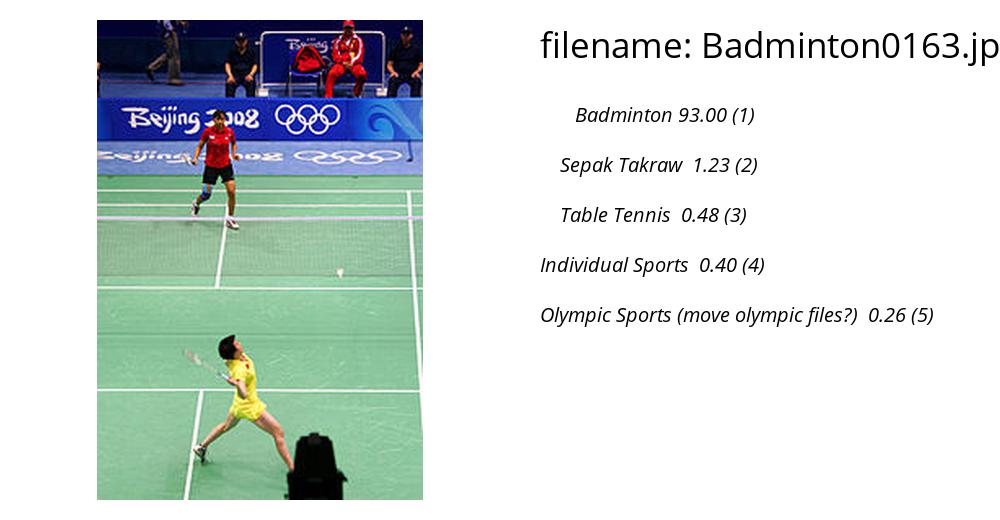 filename: Badminton0163.jp
Beijing
Beijing 2008
Beijing 2008
Badminton 93.00 (1)
Sepak Takraw 1.23 (2)
Table Tennis 0.48 (3)
Individual Sports 0.40 (4)
Olympic Sports (move olympic files?) 0.26 (5)